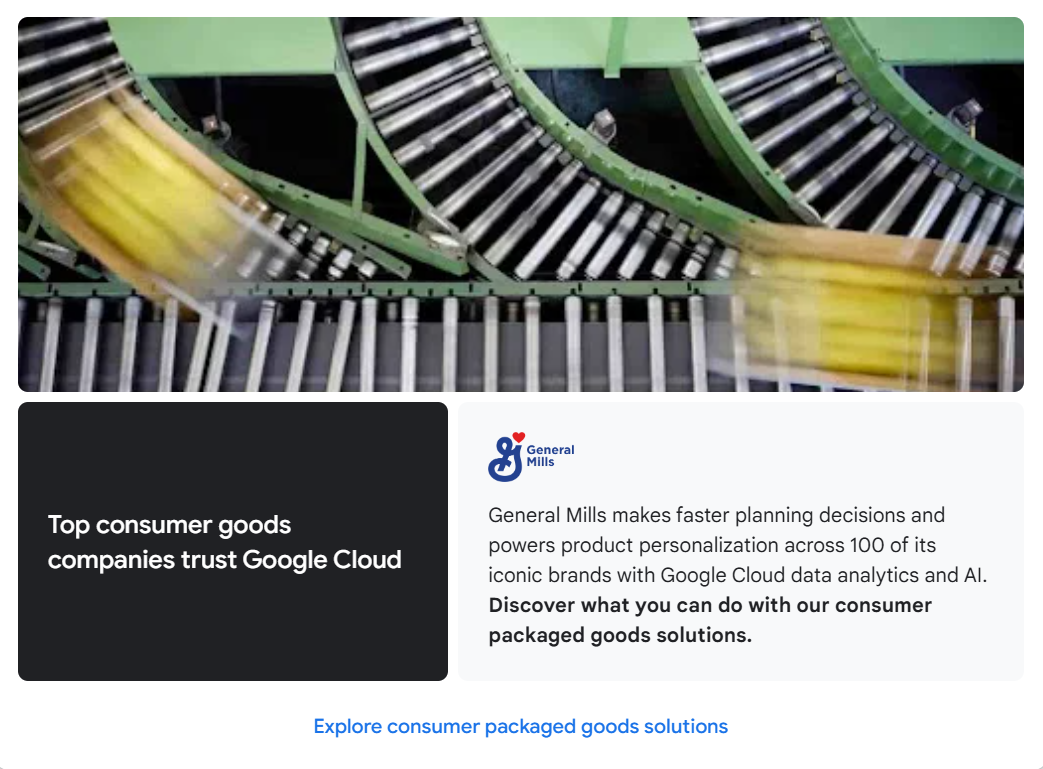 Top consumer goods
companies trust Google Cloud
General
Mills
General Mills makes faster planning decisions and
powers product personalization across 100 of its
iconic brands with Google Cloud data analytics and AI.
Discover what you can do with our consumer
packaged goods solutions.
Explore consumer packaged goods solutions